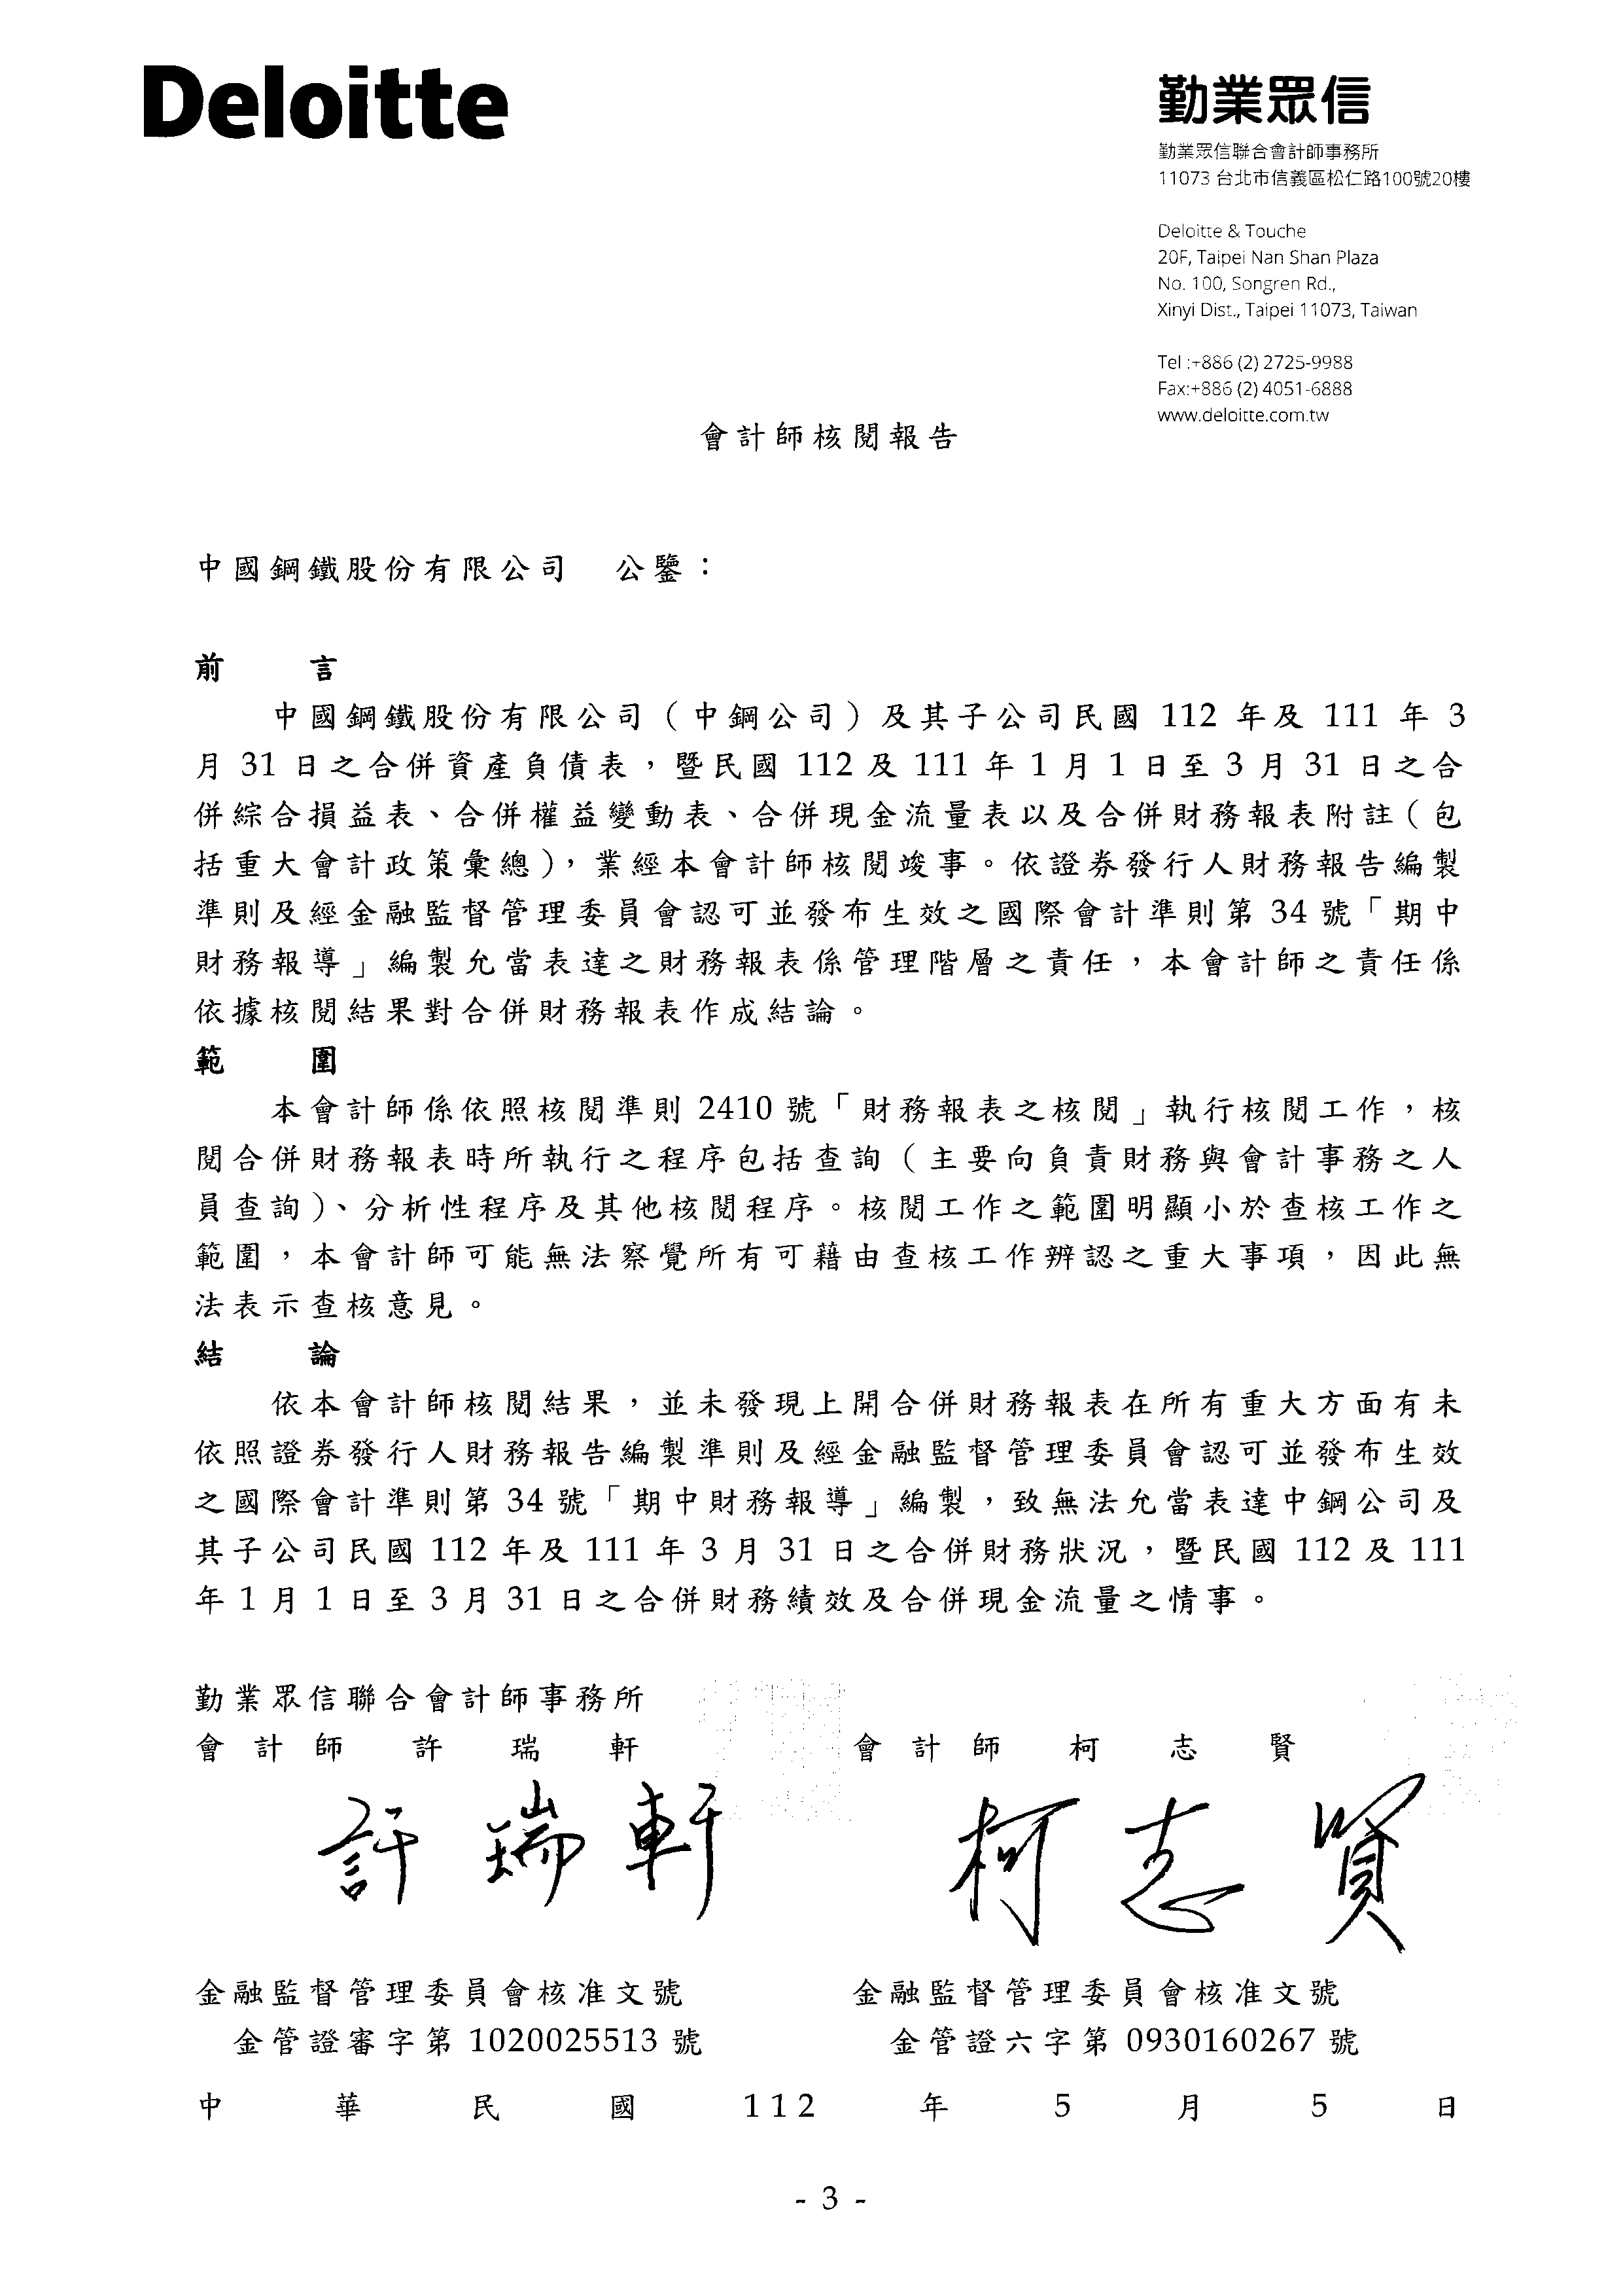 Deloitte
勤業眾信
勤業眾信聯合會計師事務所
11073 台北市信義區松仁路100號20樓
Deloitte & Touche
20F, Taipei Nan Shan Plaza
No. 100, Songren Rd.,
Xinyi Dist., Taipei 11073, Taiwan
Tel :+886 (2) 2725-9988
Fax:+886 (2) 4051-6888
www.deloitte.com.tw
會計師核閱報告
中國鋼鐵股份有限公司　公鑒：
前　　言
中國鋼鐵股份有限公司（中鋼公司）及其子公司民國 112 年及 111 年 3
月 31 日之合併資產負債表，暨民國 112 及 111 年 1 月 1 日至 3 月 31 日之合
併綜合損益表、合併權益變動表、合併現金流量表以及合併財務報表附註（包
括重大會計政策彙總），業經本會計師核閱竣事。依證券發行人財務報告編製
準則及經金融監督管理委員會認可並發布生效之國際會計準則第 34 號「期中
財務報導」編製允當表達之財務報表係管理階層之責任，本會計師之責任係
依據核閱結果對合併財務報表作成結論。
範　　圍
本會計師係依照核閱準則 2410 號「財務報表之核閱」執行核閱工作，核
閱合併財務報表時所執行之程序包括查詢（主要向負責財務與會計事務之人
員查詢）、分析性程序及其他核閱程序。核閱工作之範圍明顯小於查核工作之
範圍，本會計師可能無法察覺所有可藉由查核工作辨認之重大事項，因此無
法表示查核意見。
結　　論
依本會計師核閱結果，並未發現上開合併財務報表在所有重大方面有未
依照證券發行人財務報告編製準則及經金融監督管理委員會認可並發布生效
之國際會計準則第 34 號「期中財務報導」編製，致無法允當表達中鋼公司及
其子公司民國 112 年及 111 年 3 月 31 日之合併財務狀況，暨民國 112 及 111
年 1 月 1 日至 3 月 31 日之合併財務績效及合併現金流量之情事。
勤業眾信聯合會計師事務所
會 計 師　許　瑞　軒　　會 計 師　柯　志　賢
許 瑞 軒　　柯 志 賢
金融監督管理委員會核准文號　　金融監督管理委員會核准文號
金管證審字第 1020025513 號　　金管證六字第 0930160267 號
中 華 民 國 112 年 5 月 5 日
- 3 -